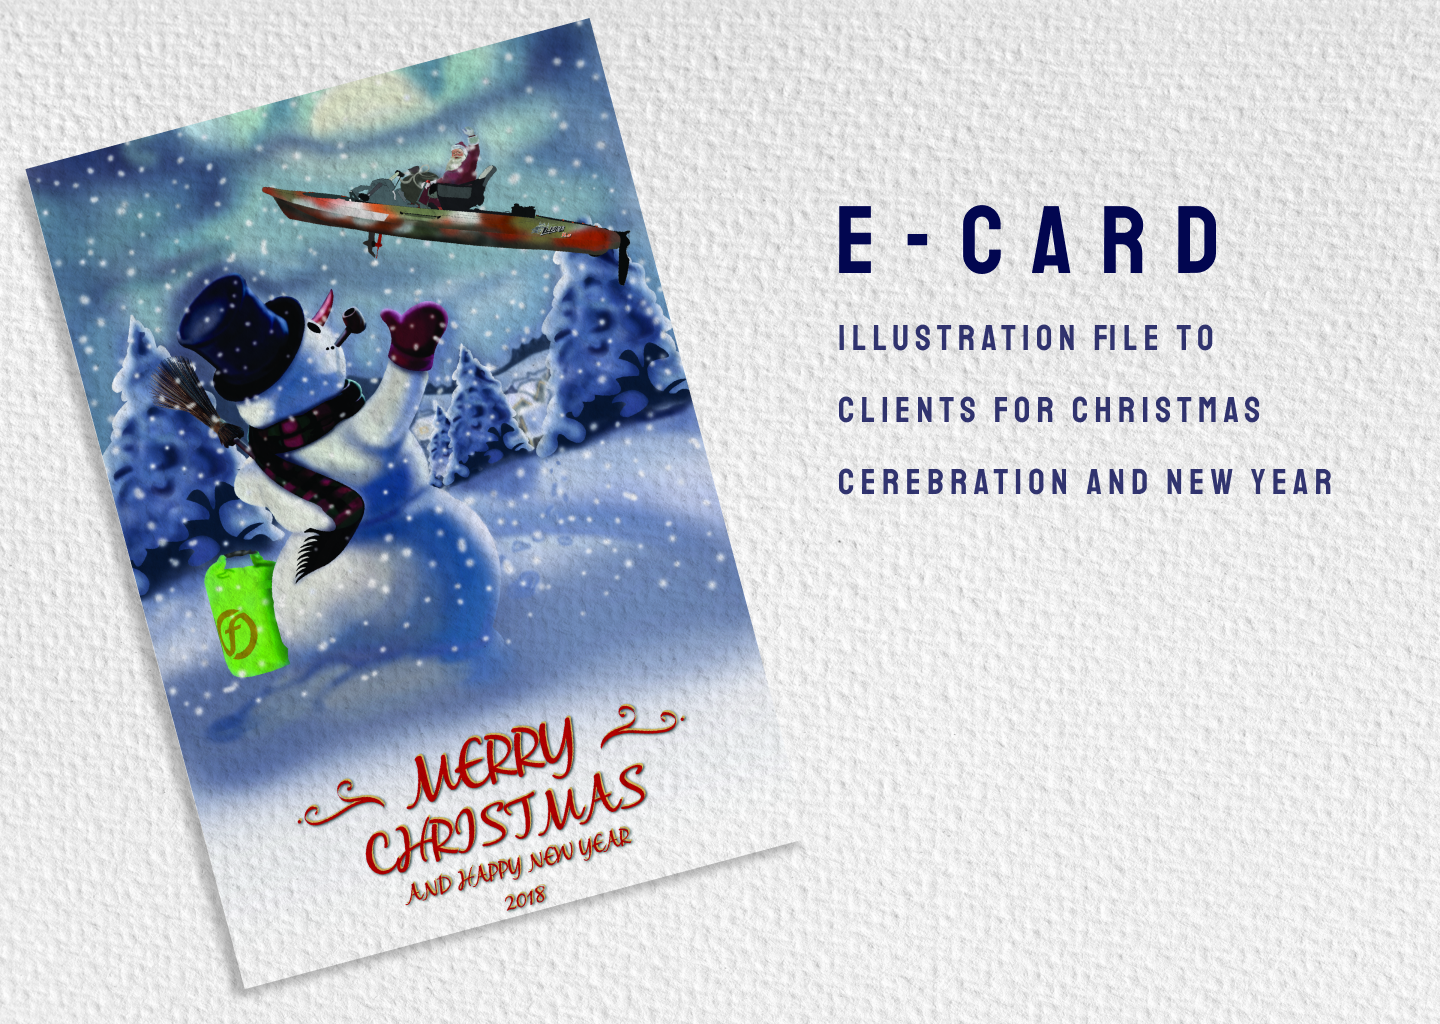 E-CARD
ILLUSTRATION FILE TO
CLIENTS FOR CHRISTMAS
CEREBRATION AND NEW YEAR
f
MERRY
CHRISTMAS
AND HAPPY NEW YEAR
2018